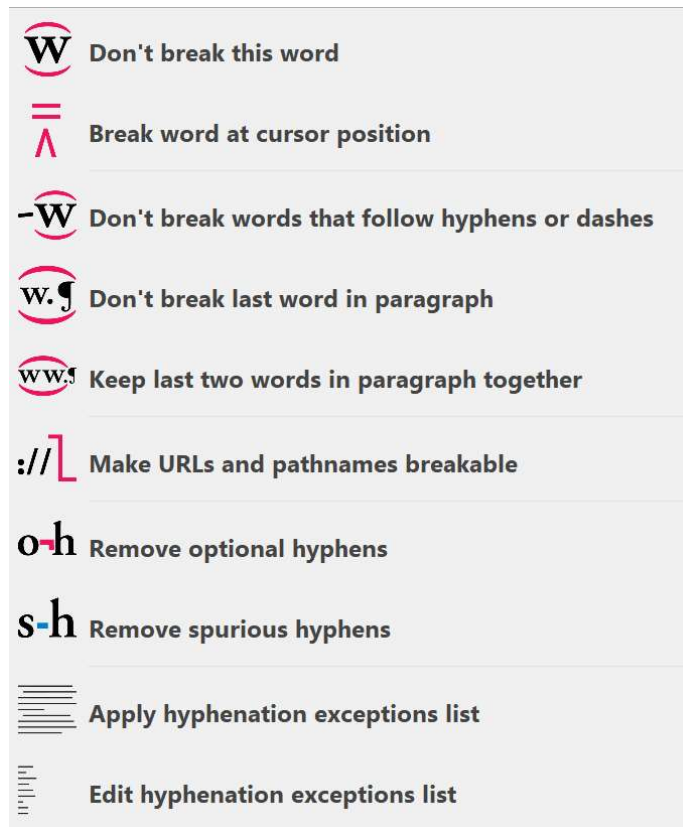 w Don't break this word
= ʌ Break word at cursor position
-w Don't break words that follow hyphens or dashes
w.¶ Don't break last word in paragraph
ww.¶ Keep last two words in paragraph together
:// Make URLs and pathnames breakable
o¬h Remove optional hyphens
s-h Remove spurious hyphens
Apply hyphenation exceptions list
Edit hyphenation exceptions list